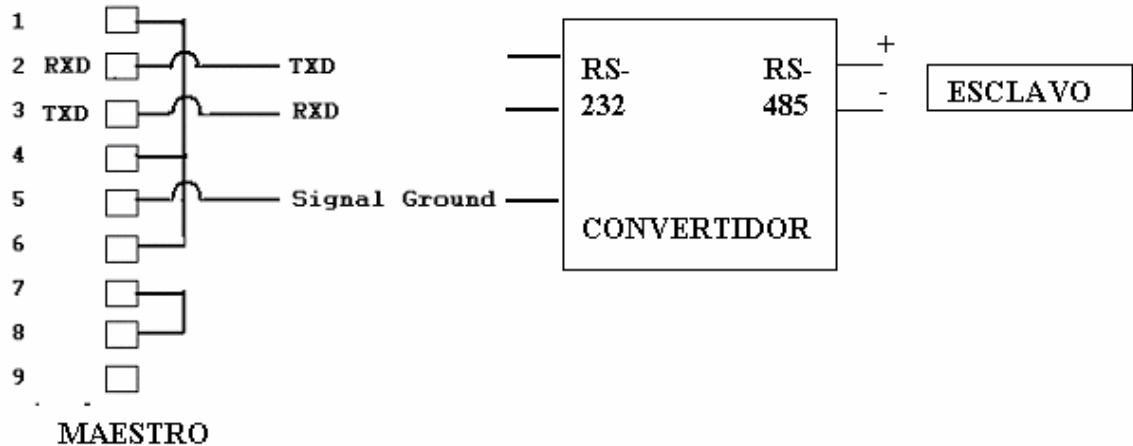 1
2 RXD TXD
3 TXD RXD
4
5 Signal Ground
6
7
8
9
MAESTRO
RS-
232
RS-
485
CONVERTIDOR
+
-
ESCLAVO